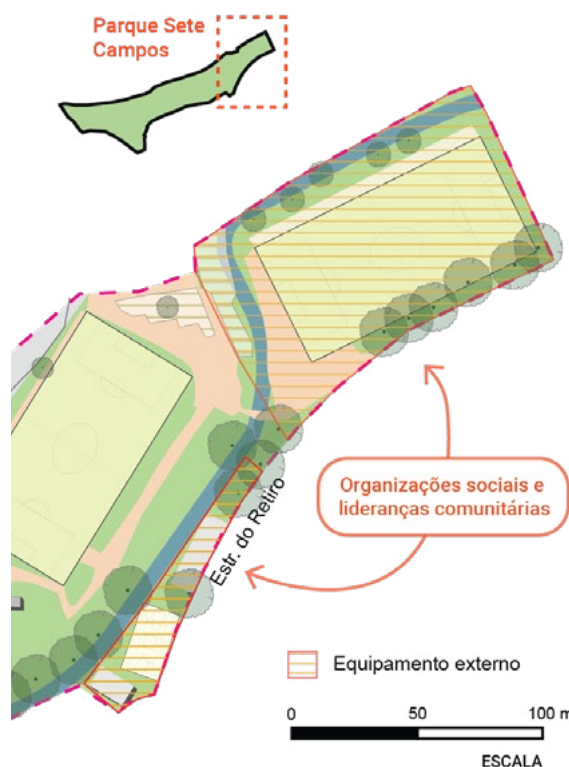 Parque Sete
Campos
Estr. do Retiro
Organizações sociais e
lideranças comunitárias
Equipamento externo
0 50 100 m
ESCALA